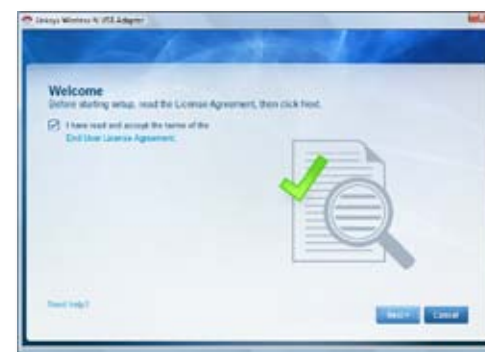 Linksys Wireless-N USB Adapter
Welcome
Before starting setup, read the License Agreement, then click Next.
I have read and accept the terms of the
End User License Agreement.
Need help?
Next
Cancel